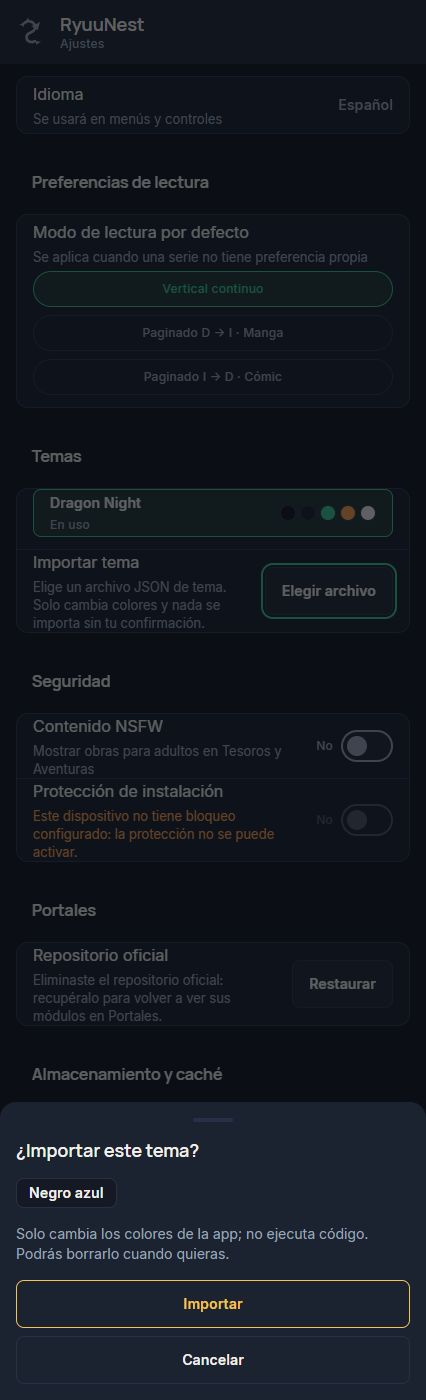 RyuuNest
Ajustes
Idioma
Se usará en menús y controles
Español
Preferencias de lectura
Modo de lectura por defecto
Se aplica cuando una serie no tiene preferencia propia
Vertical continuo
Paginado D → I · Manga
Paginado I → D · Cómic
Temas
Dragon Night
En uso
Importar tema
Elige un archivo JSON de tema.
Solo cambia colores y nada se
importa sin tu confirmación.
Elegir archivo
Seguridad
Contenido NSFW
Mostrar obras para adultos en Tesoros y
Aventuras
No
Protección de instalación
Este dispositivo no tiene bloqueo
configurado: la protección no se puede
activar.
No
Portales
Repositorio oficial
Eliminaste el repositorio oficial:
recupéralo para volver a ver sus
módulos en Portales.
Restaurar
Almacenamiento y caché
¿Importar este tema?
Negro azul
Solo cambia los colores de la app; no ejecuta código.
Podrás borrarlo cuando quieras.
Importar
Cancelar